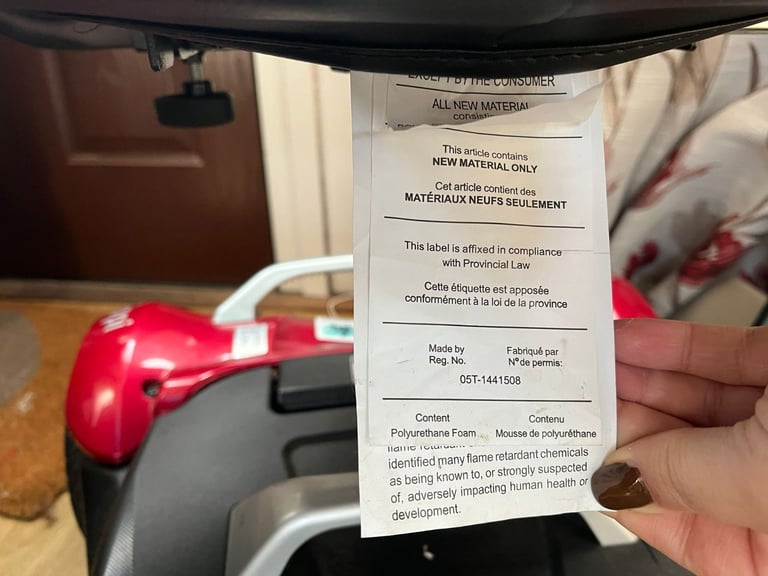 EXCEPT BY THE CONSUMER
ALL NEW MATERIAL
This article contains
NEW MATERIAL ONLY
Cet article contient des
MATÉRIAUX NEUFS SEULEMENT
This label is affixed in compliance
with Provincial Law
Cette étiquette est apposée
conformément à la loi de la province
Made by
Reg. No.
Fabriqué par
N° de permis:
05T-1441508
Content
Polyurethane Foam
Contenu
Mousse de polyuréthane
flame retardant
identified many flame retardant chemicals
as being known to, or strongly suspected
of, adversely impacting human health or
development.